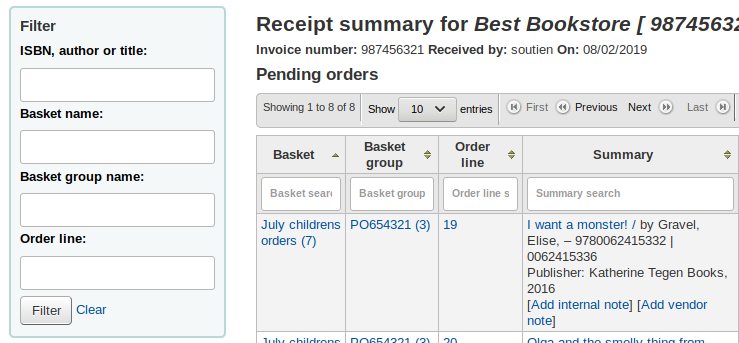 Filter
ISBN, author or title:
Basket name:
Basket group name:
Order line:
Filter Clear
Receipt summary for Best Bookstore [ 98745632
Invoice number: 987456321 Received by: soutien On: 08/02/2019
Pending orders
Showing 1 to 8 of 8 Show 10 entries First Previous Next Last
Basket Basket group Order line Summary
Basket sear Basket group Order line s Summary search
July childrens orders (7) PO654321 (3) 19 I want a monster! / by Gravel,
Elise, – 9780062415332 |
0062415336
Publisher: Katherine Tegen Books,
2016
[Add internal note] [Add vendor
note]
July childrens PO654321 (3) 20 Olga and the smelly thing from